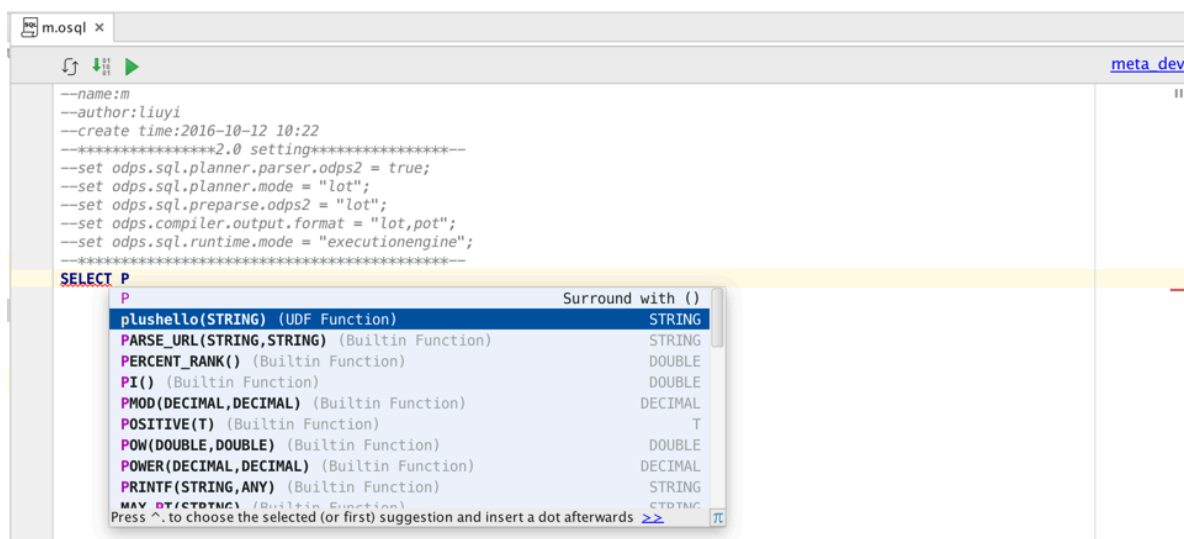 m.osql ×
meta_dev
--name:m
--author:liuyi
--create time:2016-10-12 10:22
--****************2.0 setting****************--
--set odps.sql.planner.parser.odps2 = true;
--set odps.sql.planner.mode = "lot";
--set odps.sql.preparse.odps2 = "lot";
--set odps.compiler.output.format = "lot,pot";
--set odps.sql.runtime.mode = "executionengine";
--*******************************************--
SELECT P
P Surround with ()
plushello(STRING) (UDF Function) STRING
PARSE_URL(STRING,STRING) (Builtin Function) STRING
PERCENT_RANK() (Builtin Function) DOUBLE
PI() (Builtin Function) DOUBLE
PMOD(DECIMAL,DECIMAL) (Builtin Function) DECIMAL
POSITIVE(T) (Builtin Function) T
POW(DOUBLE,DOUBLE) (Builtin Function) DOUBLE
POWER(DECIMAL,DECIMAL) (Builtin Function) DECIMAL
PRINTF(STRING,ANY) (Builtin Function) STRING
MAX_PT(STRING) (Builtin Function) STRING
Press ^. to choose the selected (or first) suggestion and insert a dot afterwards >> π